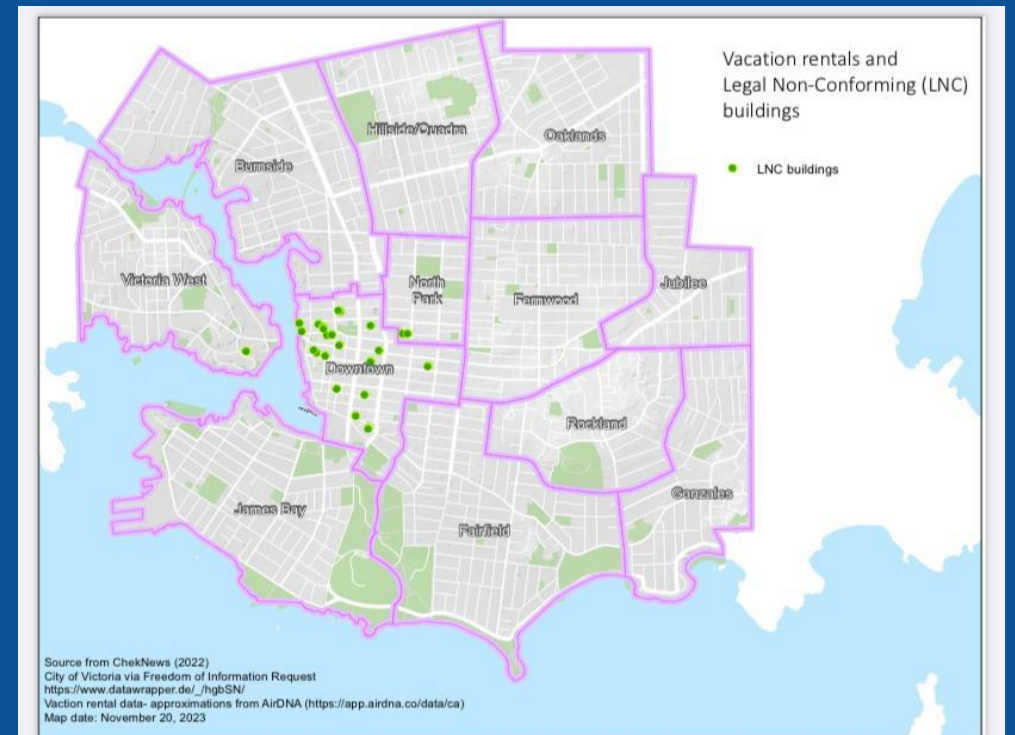 Vacation rentals and
Legal Non-Conforming (LNC)
buildings
LNC buildings
Hillside/Quadra
Oaklands
Burnside
Victoria West
North
Park
Fernwood
Jubilee
Downtown
Rockland
Gonzales
James Bay
Fairfield
Source from ChekNews (2022)
City of Victoria via Freedom of Information Request
https://www.datawrapper.de/_/hgbSN/
Vaction rental data- approximations from AirDNA (https://app.airdna.co/data/ca)
Map date: November 20, 2023